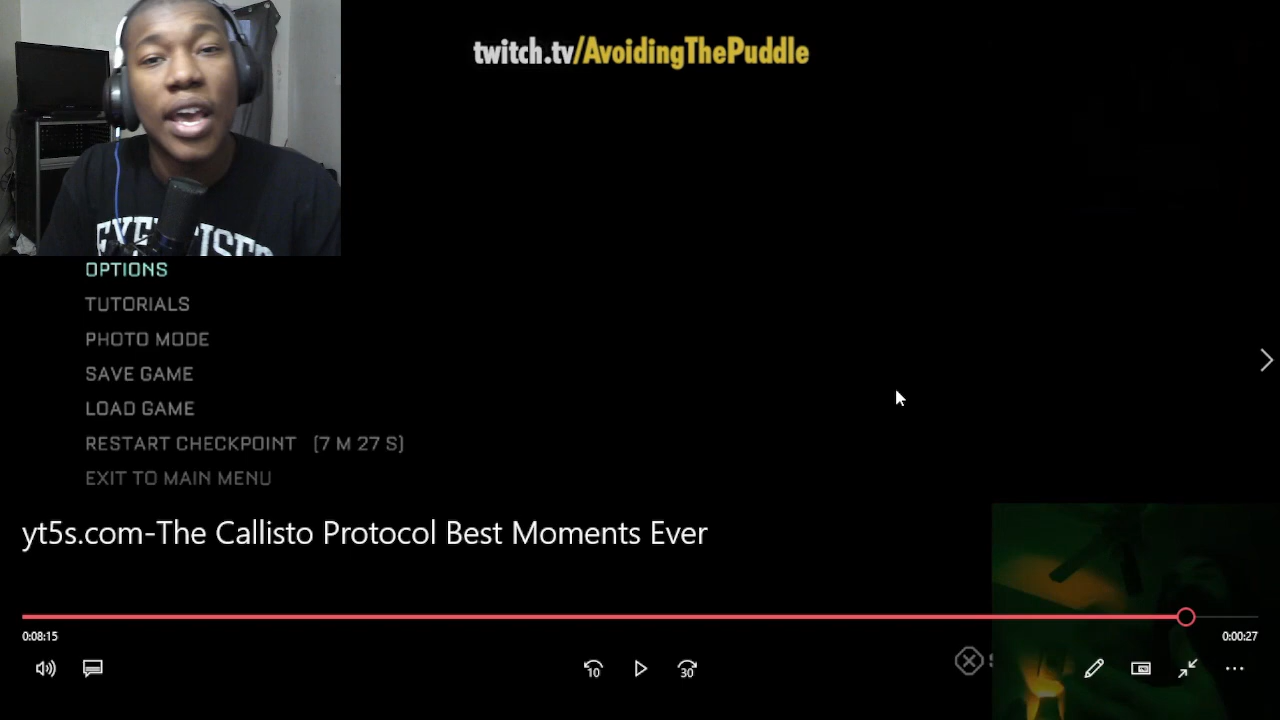 twitch.tv/AvoidingThePuddle
OPTIONS
TUTORIALS
PHOTO MODE
SAVE GAME
LOAD GAME
RESTART CHECKPOINT (7 M 27 S)
EXIT TO MAIN MENU
yt5s.com-The Callisto Protocol Best Moments Ever
0:08:15
0:00:27
10
30